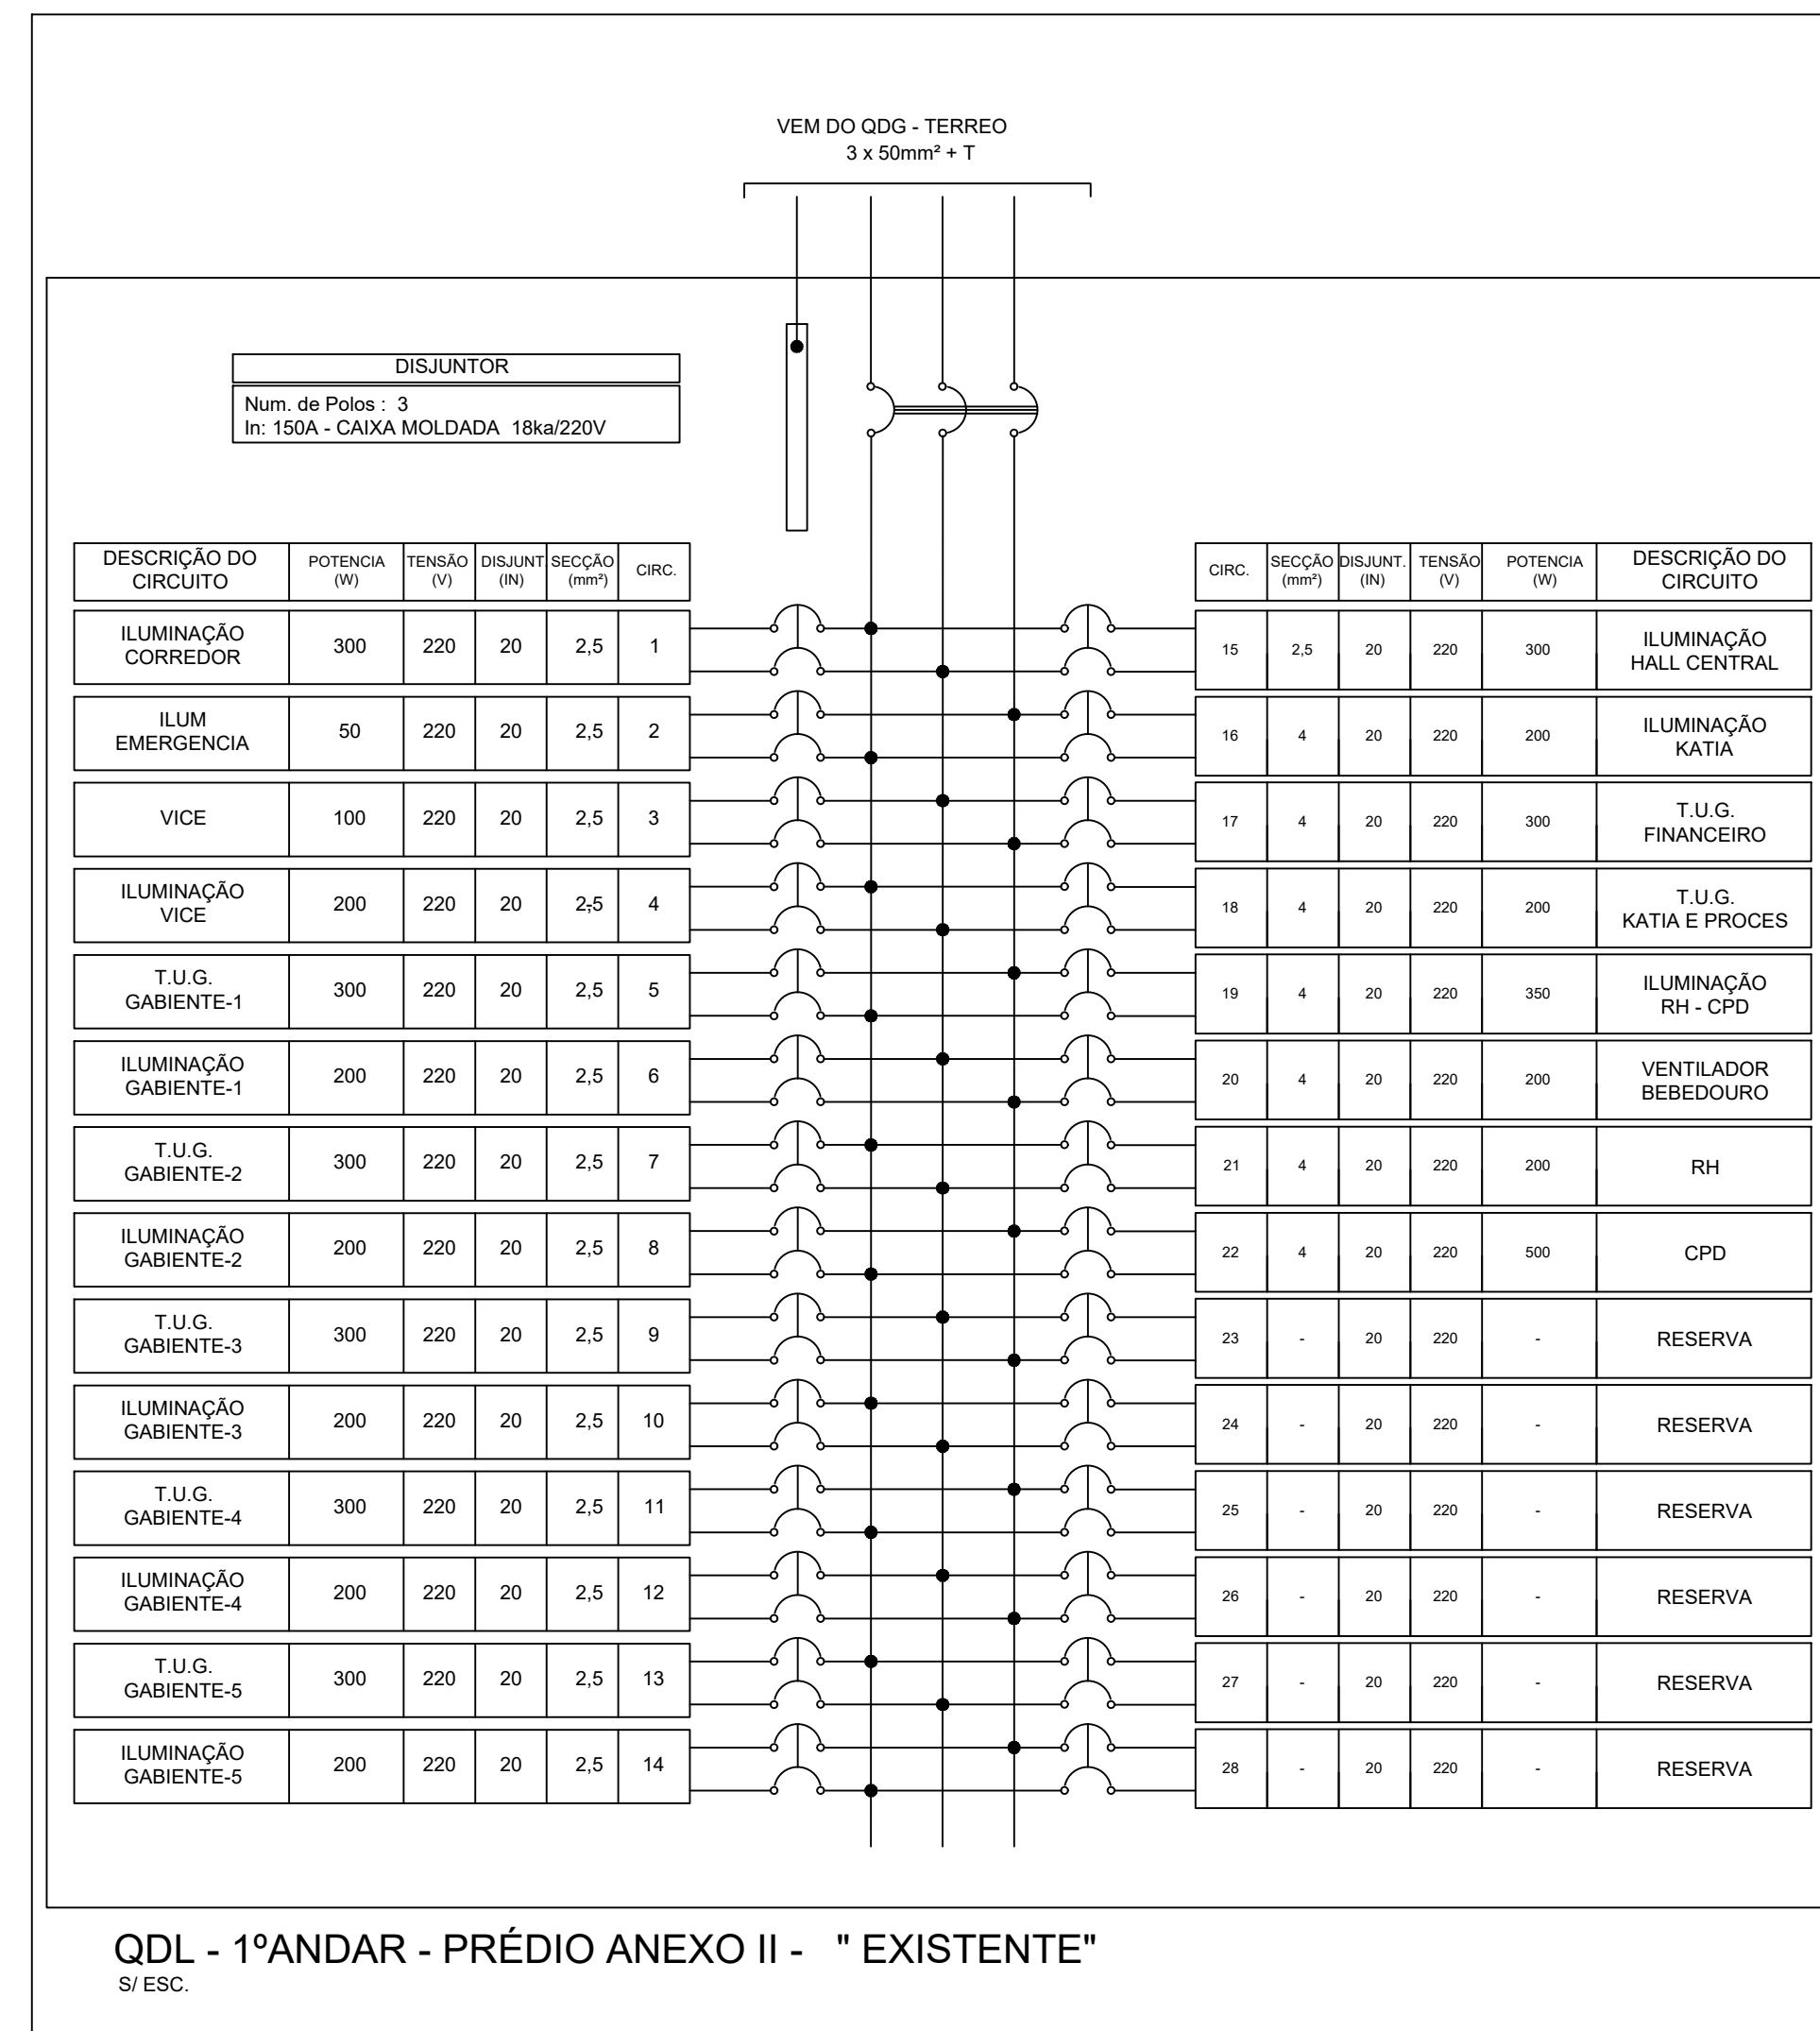 VEM DO QDG - TERREO
3 x 50mm² + T
DISJUNTOR
Num. de Polos : 3
In: 150A - CAIXA MOLDADA 18ka/220V
DESCRIÇÃO DO CIRCUITO POTENCIA (W) TENSÃO (V) DISJUNT. (IN) SECÇÃO (mm²) CIRC.
ILUMINAÇÃO CORREDOR 300 220 20 2,5 1
ILUM EMERGENCIA 50 220 20 2,5 2
VICE 100 220 20 2,5 3
ILUMINAÇÃO VICE 200 220 20 2,5 4
T.U.G. GABIENTE-1 300 220 20 2,5 5
ILUMINAÇÃO GABIENTE-1 200 220 20 2,5 6
T.U.G. GABIENTE-2 300 220 20 2,5 7
ILUMINAÇÃO GABIENTE-2 200 220 20 2,5 8
T.U.G. GABIENTE-3 300 220 20 2,5 9
ILUMINAÇÃO GABIENTE-3 200 220 20 2,5 10
T.U.G. GABIENTE-4 300 220 20 2,5 11
ILUMINAÇÃO GABIENTE-4 200 220 20 2,5 12
T.U.G. GABIENTE-5 300 220 20 2,5 13
ILUMINAÇÃO GABIENTE-5 200 220 20 2,5 14
CIRC. SECÇÃO (mm²) DISJUNT. (IN) TENSÃO (V) POTENCIA (W) DESCRIÇÃO DO CIRCUITO
15 2,5 20 220 300 ILUMINAÇÃO HALL CENTRAL
16 4 20 220 200 ILUMINAÇÃO KATIA
17 4 20 220 300 T.U.G. FINANCEIRO
18 4 20 220 200 T.U.G. KATIA E PROCES
19 4 20 220 350 ILUMINAÇÃO RH - CPD
20 4 20 220 200 VENTILADOR BEBEDOURO
21 4 20 220 200 RH
22 4 20 220 500 CPD
23 - 20 220 - RESERVA
24 - 20 220 - RESERVA
25 - 20 220 - RESERVA
26 - 20 220 - RESERVA
27 - 20 220 - RESERVA
28 - 20 220 - RESERVA
QDL - 1ºANDAR - PRÉDIO ANEXO II - " EXISTENTE"
S/ ESC.